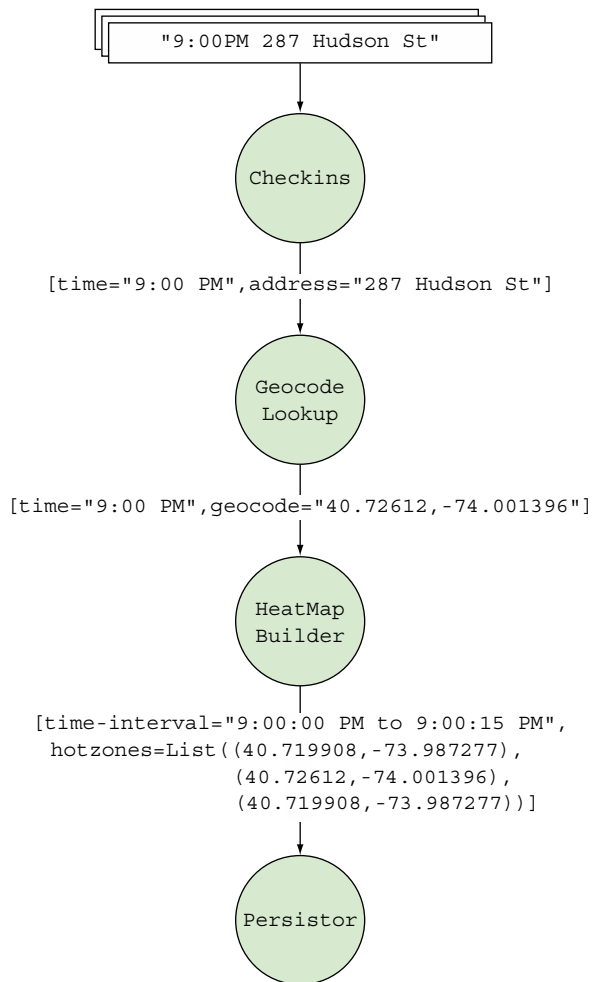 "9:00PM 287 Hudson St"
Checkins
[time="9:00 PM",address="287 Hudson St"]
Geocode
Lookup
[time="9:00 PM",geocode="40.72612,-74.001396"]
HeatMap
Builder
[time-interval="9:00:00 PM to 9:00:15 PM",
hotzones=List((40.719908,-73.987277),
(40.72612,-74.001396),
(40.719908,-73.987277))]
Persistor